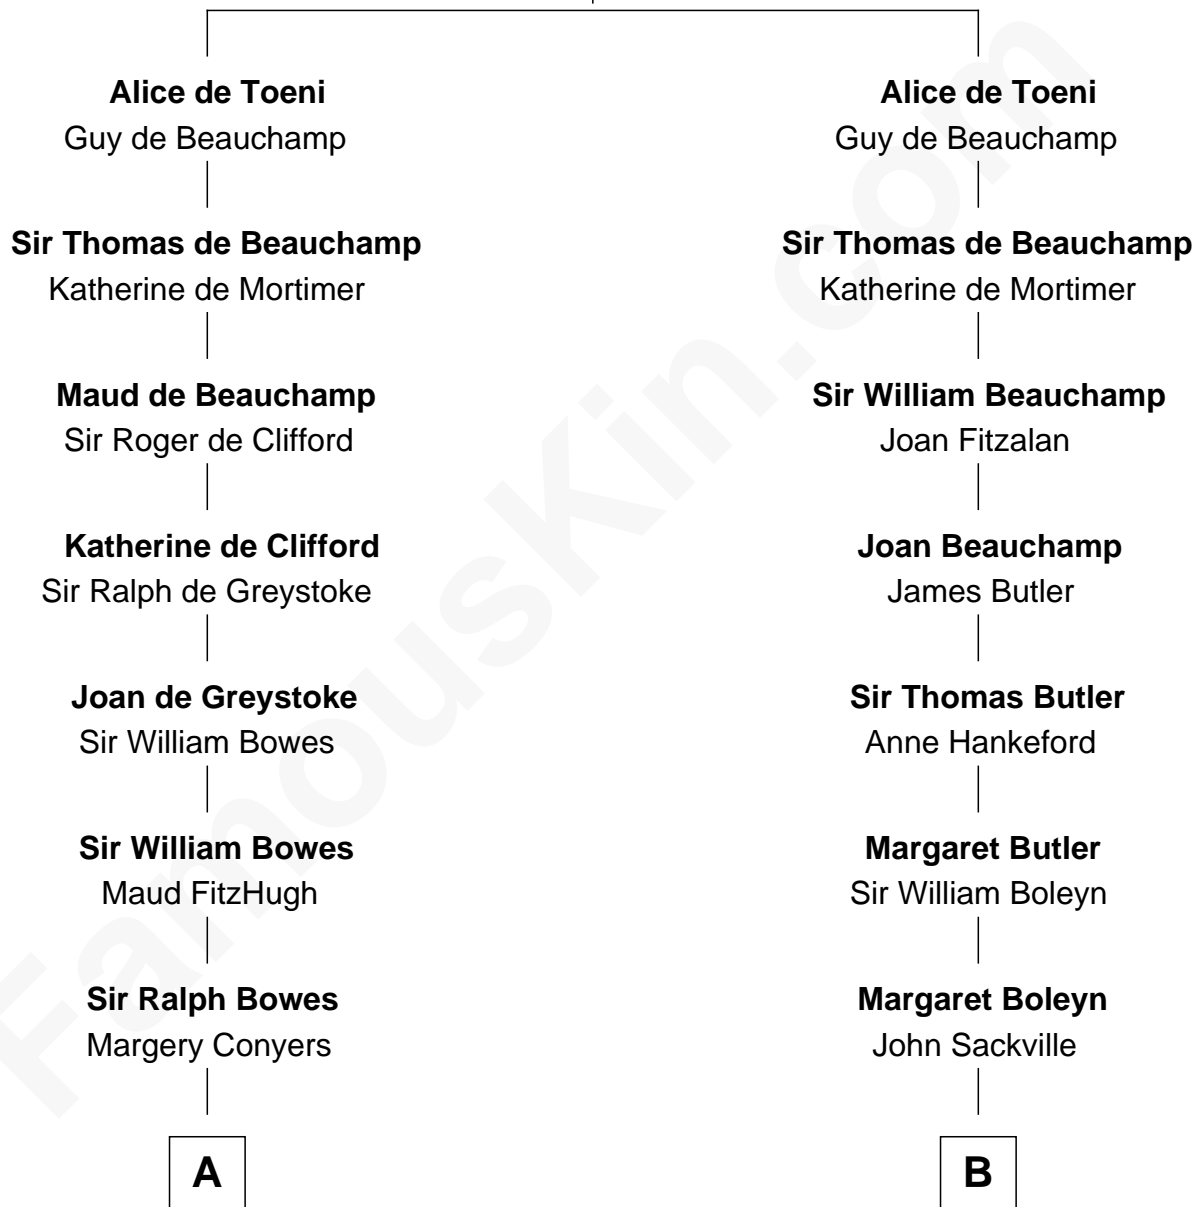 Alice de Toeni
Guy de Beauchamp
Sir Thomas de Beauchamp
Katherine de Mortimer
Maud de Beauchamp
Sir Roger de Clifford
Katherine de Clifford
Sir Ralph de Greystoke
Joan de Greystoke
Sir William Bowes
Sir William Bowes
Maud FitzHugh
Sir Ralph Bowes
Margery Conyers
A
Alice de Toeni
Guy de Beauchamp
Sir Thomas de Beauchamp
Katherine de Mortimer
Sir William Beauchamp
Joan Fitzalan
Joan Beauchamp
James Butler
Sir Thomas Butler
Anne Hankeford
Margaret Butler
Sir William Boleyn
Margaret Boleyn
John Sackville
B
FamousKin.com